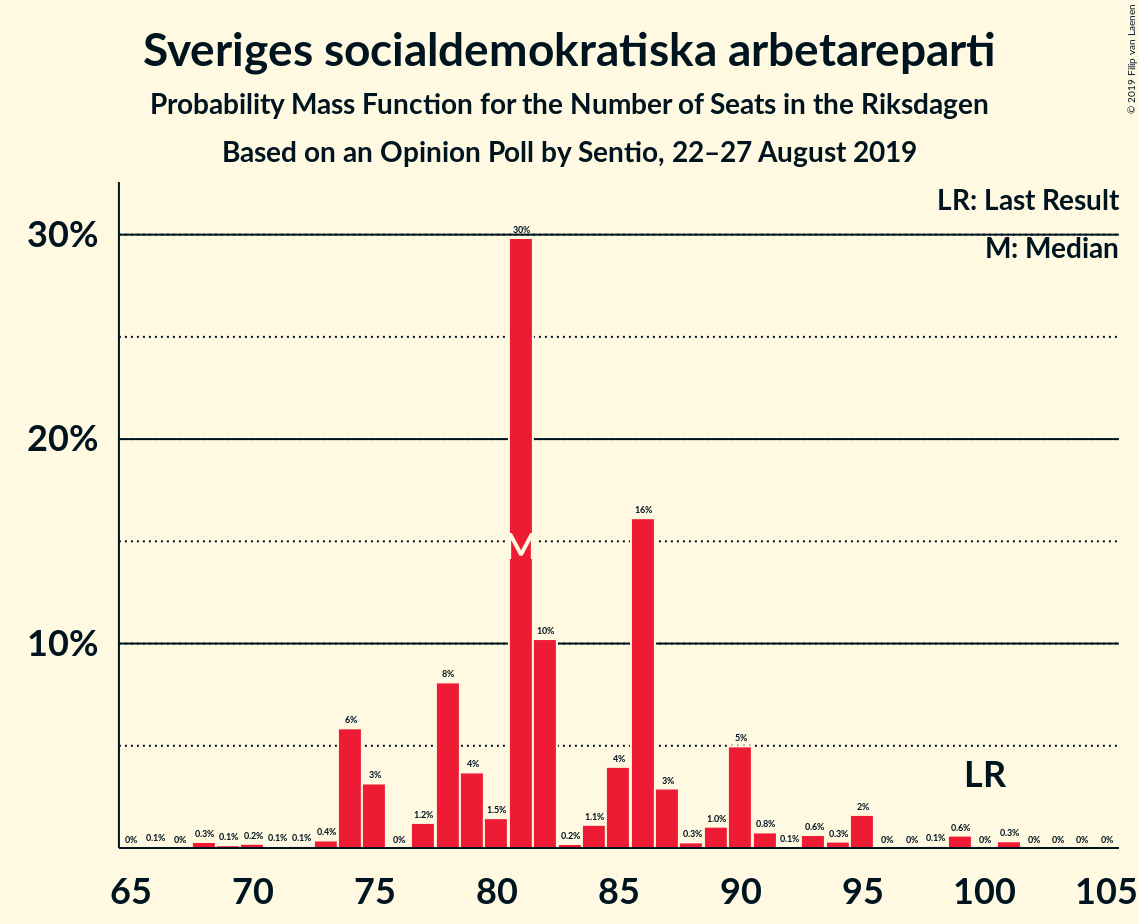 Sveriges socialdemokratiska arbetareparti
Probability Mass Function for the Number of Seats in the Riksdagen
Based on an Opinion Poll by Sentio, 22–27 August 2019
© 2019 Filip van Laenen
LR: Last Result
M: Median
30%
20%
10%
0% 0.1% 0% 0.3% 0.1% 0.2% 0.1% 0.1% 0.4% 6% 3% 0% 1.2% 8% 4% 1.5% 30% 10% 0.2% 1.1% 4% 16% 3% 0.3% 1.0% 5% 0.8% 0.1% 0.6% 0.3% 2% 0% 0% 0.1% 0.6% 0% 0.3% 0% 0% 0% 0%
M
LR
65 70 75 80 85 90 95 100 105